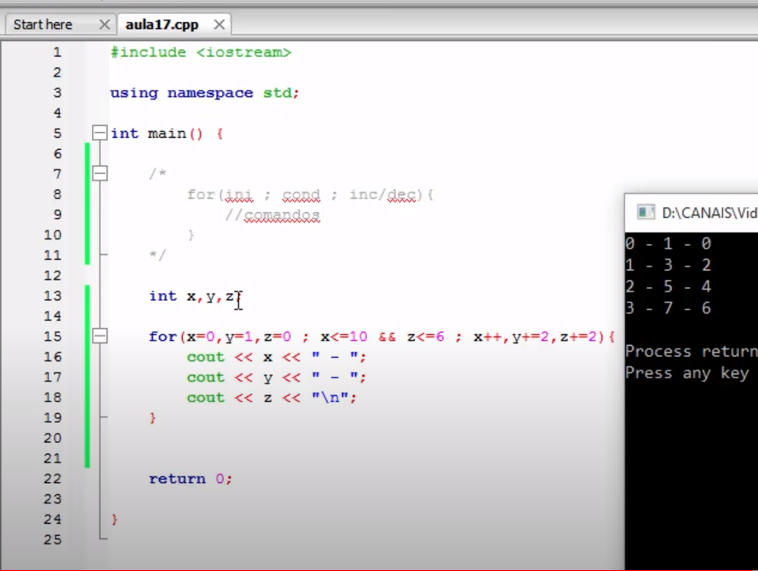 Start here aula17.cpp
1 #include <iostream>
2
3 using namespace std;
4
5 int main() {
6
7 /*
8 for(ini ; cond ; inc/dec){
9 //comandos
10 }
11 */
12
13 int x,y,z;
14
15 for(x=0,y=1,z=0 ; x<=10 && z<=6 ; x++,y+=2,z+=2){
16 cout << x << " - ";
17 cout << y << " - ";
18 cout << z << "\n";
19 }
20
21
22 return 0;
23
24 }
25
D:\CANAIS\Vid
0 - 1 - 0
1 - 3 - 2
2 - 5 - 4
3 - 7 - 6
Process return
Press any key